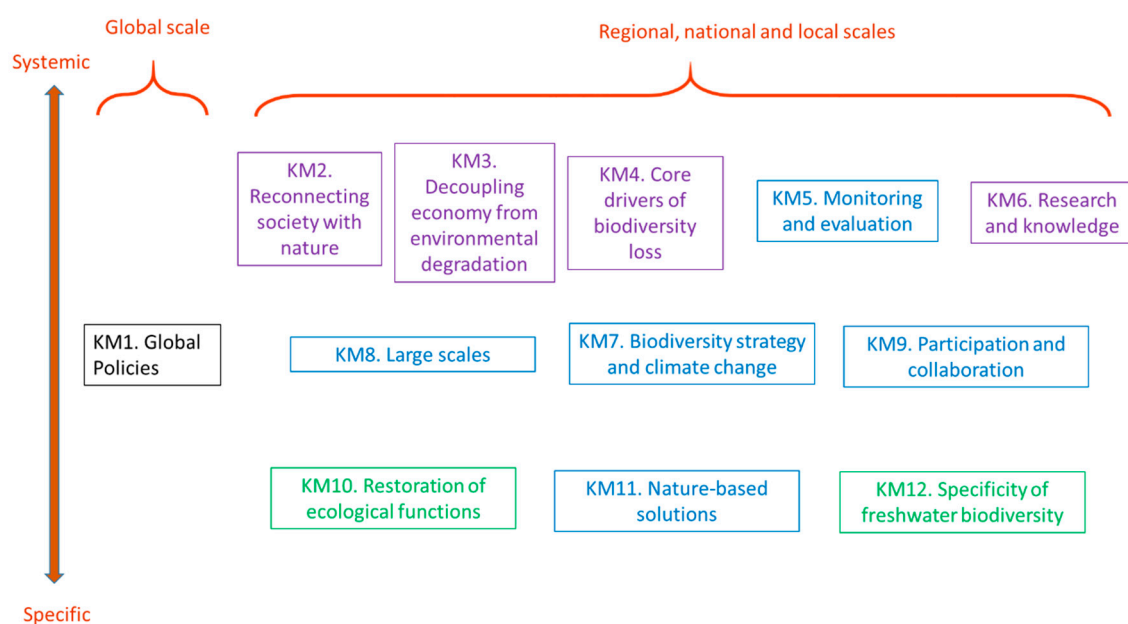 Global scale
Regional, national and local scales
Systemic
KM2.
Reconnecting
society with
nature
KM3.
Decoupling
economy from
environmental
degradation
KM4. Core
drivers of
biodiversity
loss
KM5. Monitoring
and evaluation
KM6. Research
and knowledge
KM1. Global
Policies
KM8. Large scales
KM7. Biodiversity strategy
and climate change
KM9. Participation and
collaboration
KM10. Restoration of
ecological functions
KM11. Nature-based
solutions
KM12. Specificity of
freshwater biodiversity
Specific